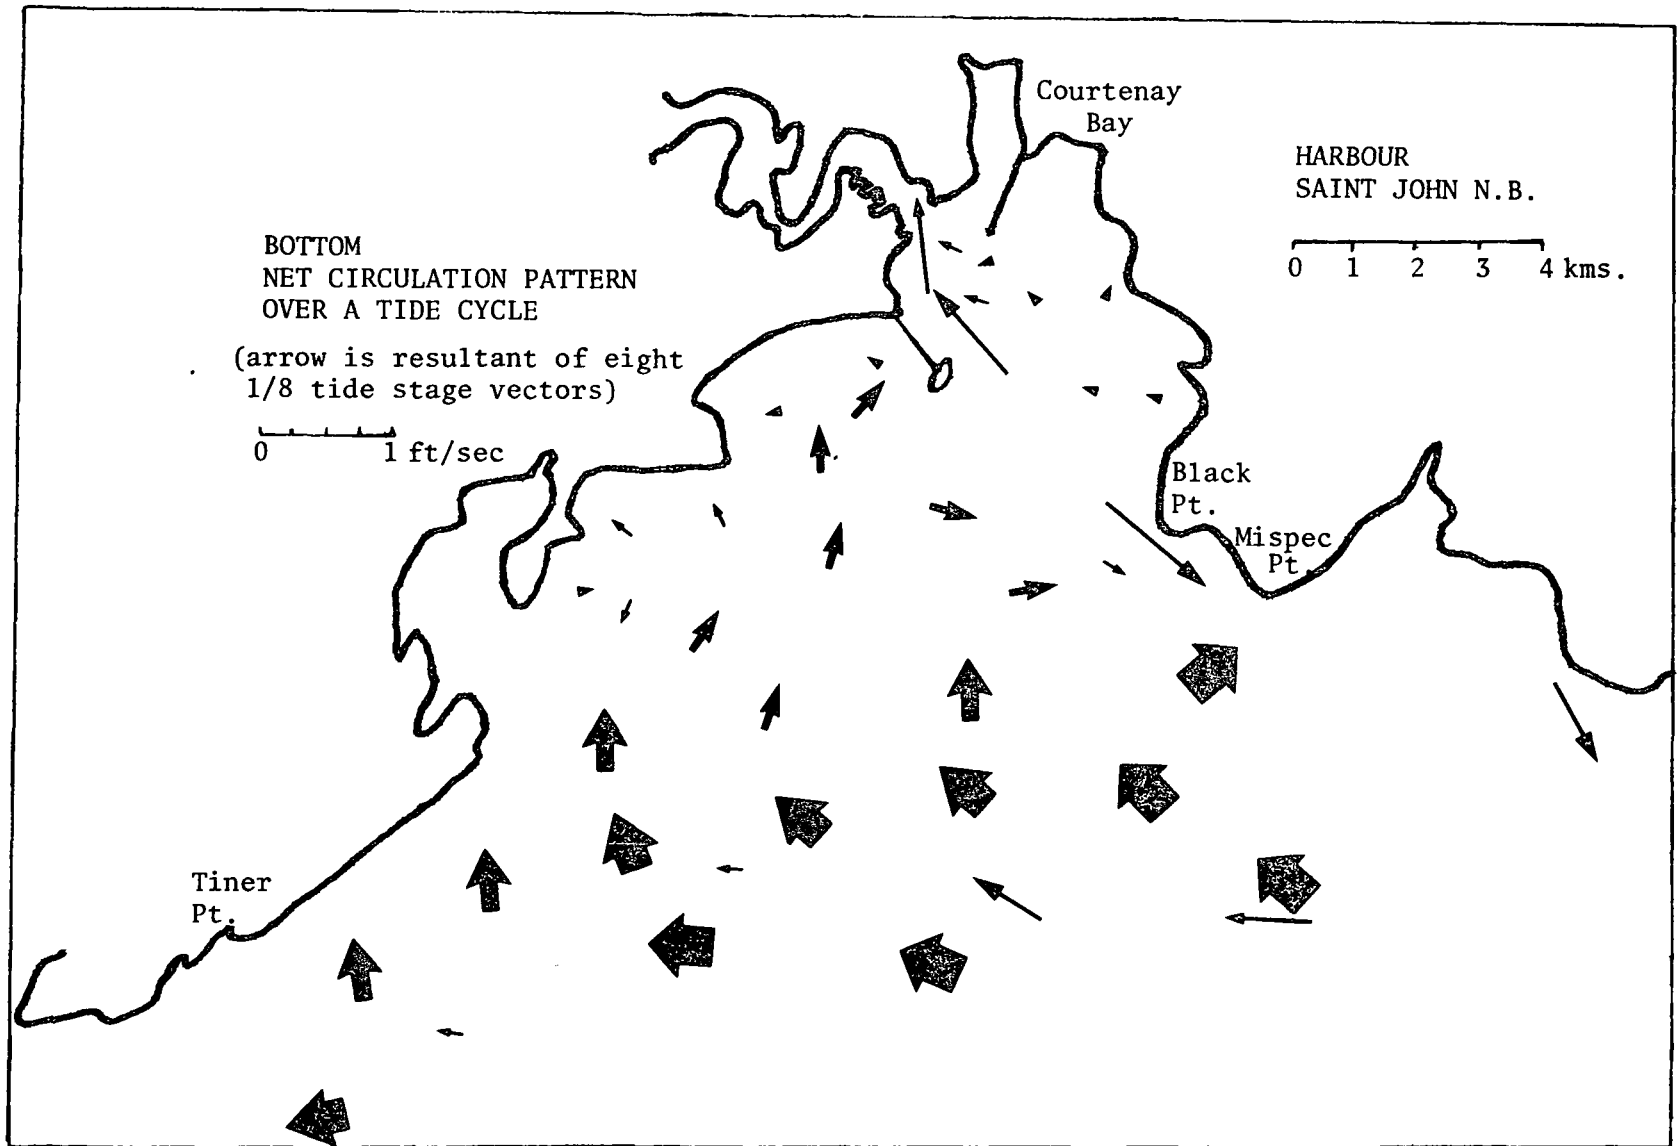 Courtenay
Bay
HARBOUR
SAINT JOHN N.B.
0 1 2 3 4 kms.
BOTTOM
NET CIRCULATION PATTERN
OVER A TIDE CYCLE
(arrow is resultant of eight
1/8 tide stage vectors)
0 1 ft/sec
Black
Pt.
Mispec
Pt.
Tiner
Pt.